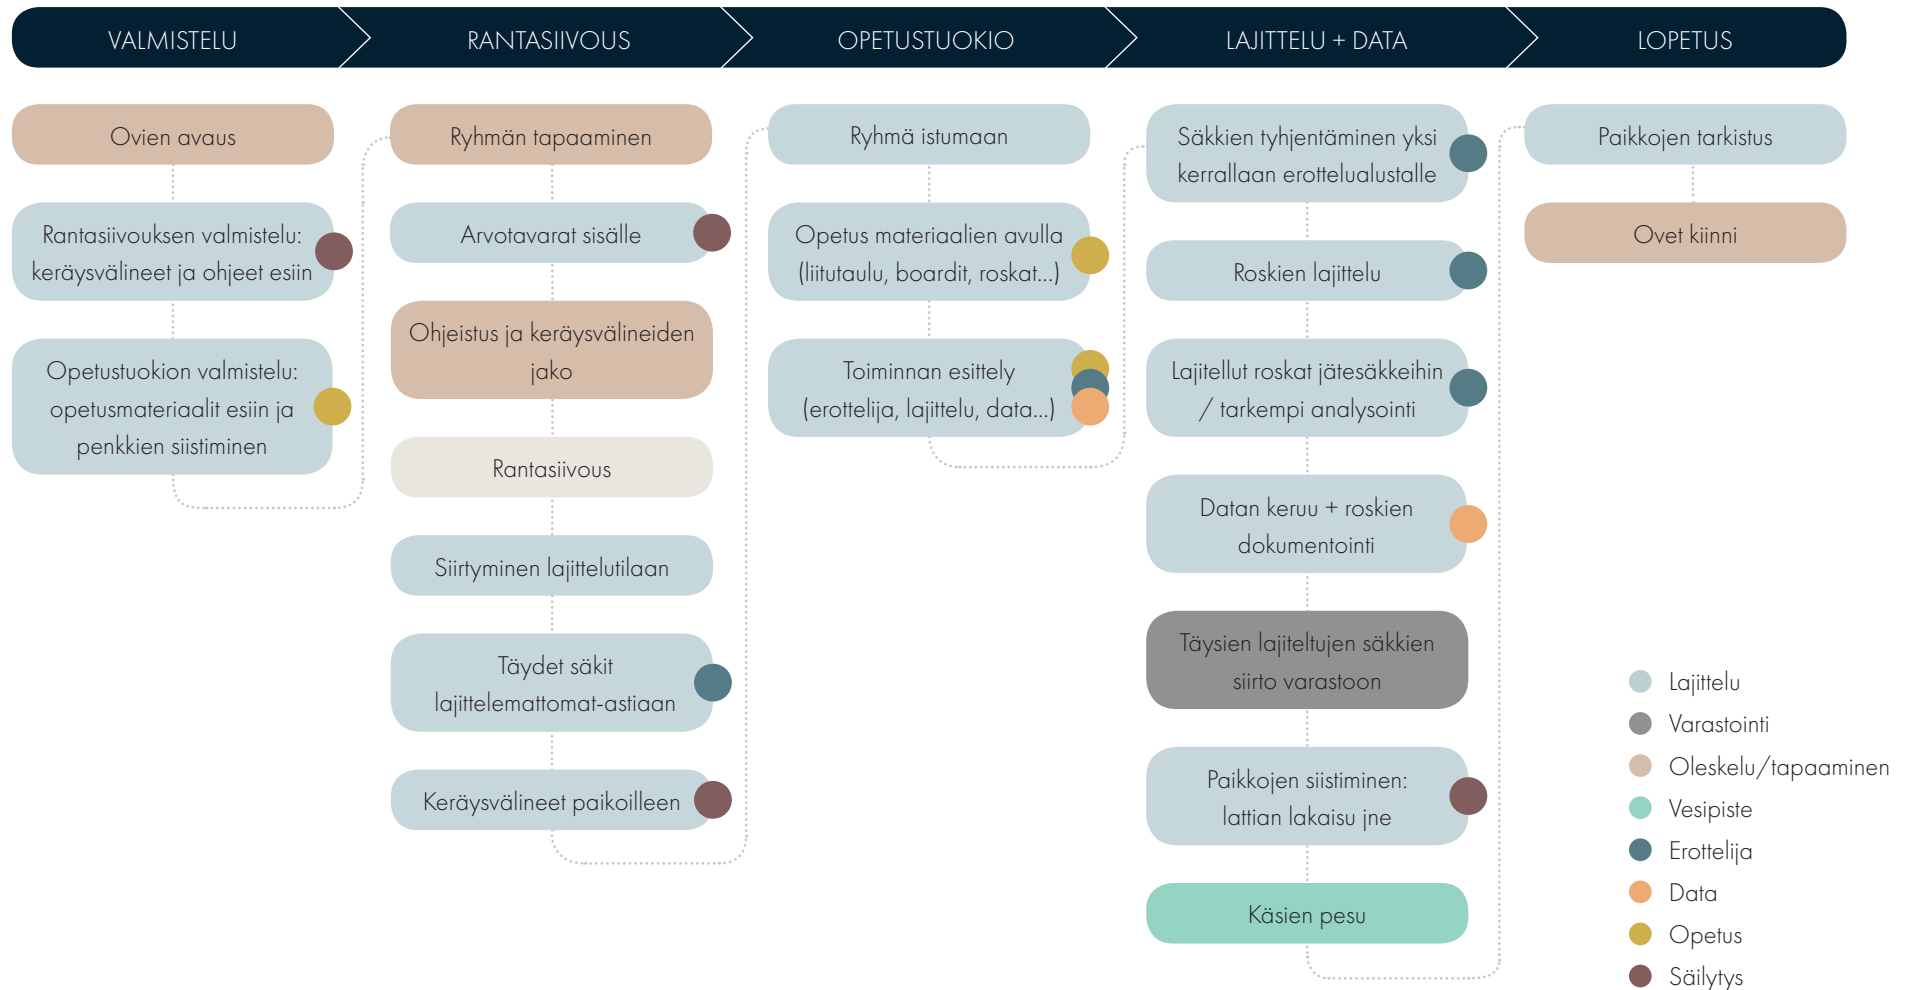 VALMISTELU
RANTASIIVOUS
OPETUSTUOKIO
LAJITTELU + DATA
LOPETUS
Ovien avaus
Rantasiivouksen valmistelu:
keräysvälineet ja ohjeet esiin
Opetustuokion valmistelu:
opetusmateriaalit esiin ja
penkkien siistiminen
Ryhmän tapaaminen
Arvotavarat sisälle
Ohjeistus ja keräysvälineiden
jako
Rantasiivous
Siirtyminen lajittelutilaan
Täydet säkit
lajittelemattomat-astiaan
Keräysvälineet paikoilleen
Ryhmä istumaan
Opetus materiaalien avulla
(liitutaulu, boardit, roskat...)
Toiminnan esittely
(erottelija, lajittelu, data...)
Säkkien tyhjentäminen yksi
kerrallaan erottelualustalle
Roskien lajittelu
Lajitellut roskat jätesäkkeihin
/ tarkempi analysointi
Datan keruu + roskien
dokumentointi
Täysien lajiteltujen säkkien
siirto varastoon
Paikkojen siistiminen:
lattian lakaisu jne
Käsien pesu
Paikkojen tarkistus
Ovet kiinni
Lajittelu
Varastointi
Oleskelu/tapaaminen
Vesipiste
Erottelija
Data
Opetus
Säilytys